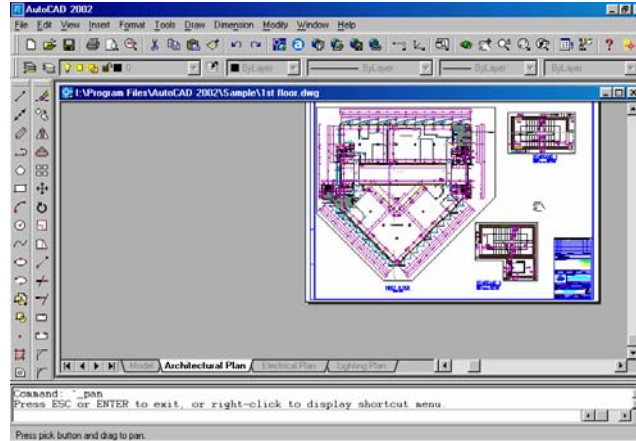 AutoCAD 2002
File Edit View Insert Format Tools Draw Dimension Modify Window Help
0 ByLayer ByLayer ByLayer ByLayer
I:\Program Files\AutoCAD 2002\Sample\1st floor.dwg
Model Architectural Plan Electrical Plan Lighting Plan
Command: '_pan
Press ESC or ENTER to exit, or right-click to display shortcut menu.
Press pick button and drag to pan.